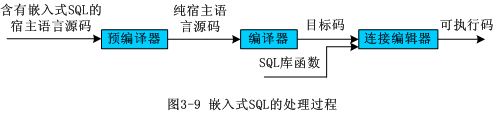 含有嵌入式SQL的
宿主语言源码
预编译器
纯宿主语
言源码
编译器
目标码
SQL库函数
连接编辑器
可执行码
图3-9 嵌入式SQL的处理过程